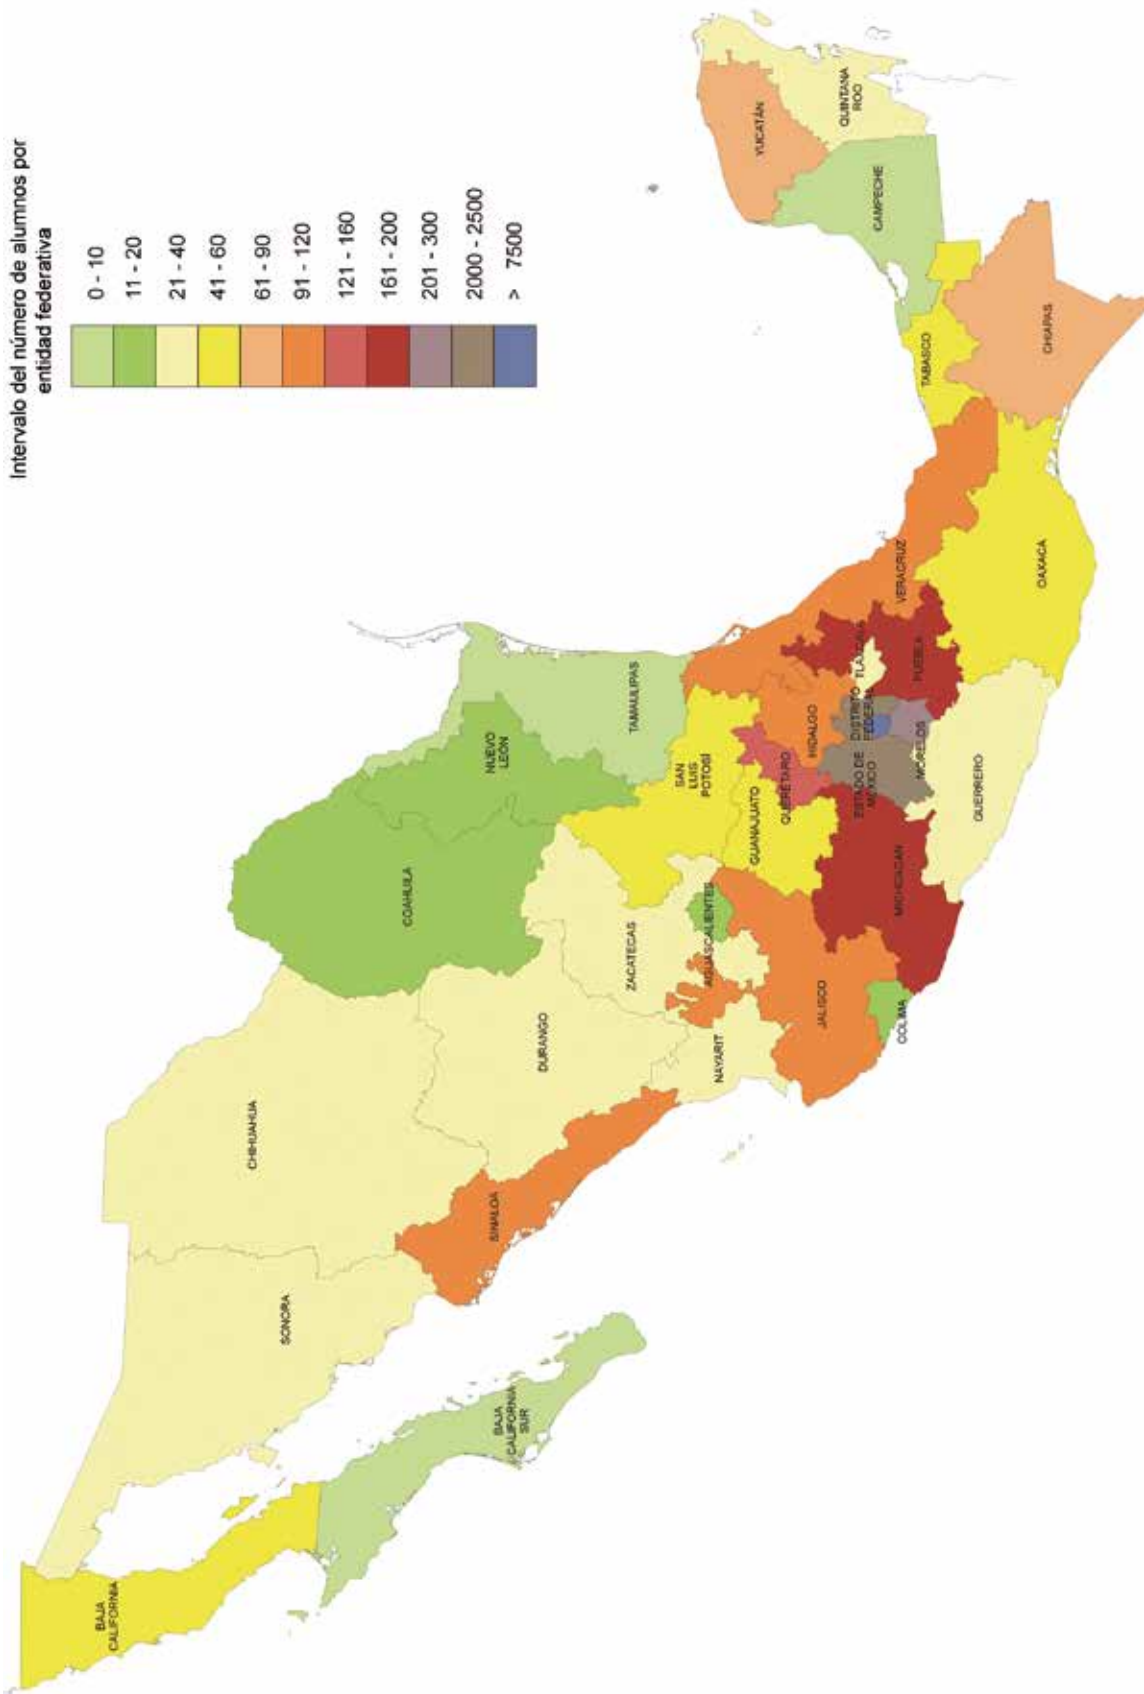 Intervalo del número de alumnos por
entidad federativa
0 - 10
11 - 20
21 - 40
41 - 60
61 - 90
91 - 120
121 - 160
161 - 200
201 - 300
2000 - 2500
> 7500
BAJA
CALIFORNIA
BAJA
CALIFORNIA
SUR
SONORA
CHIHUAHUA
COAHUILA
NUEVO
LEÓN
TAMAULIPAS
SINALOA
DURANGO
ZACATECAS
SAN
LUIS
POTOSÍ
NAYARIT
AGUASCALIENTES
GUANAJUATO
QUERÉTARO
HIDALGO
JALISCO
COLIMA
MICHOACAN
ESTADO DE
MÉXICO
DISTRITO
FEDERAL
TLAXCALA
MORELOS
PUEBLA
VERACRUZ
GUERRERO
OAXACA
TABASCO
CHIAPAS
CAMPECHE
YUCATÁN
QUINTANA
ROO